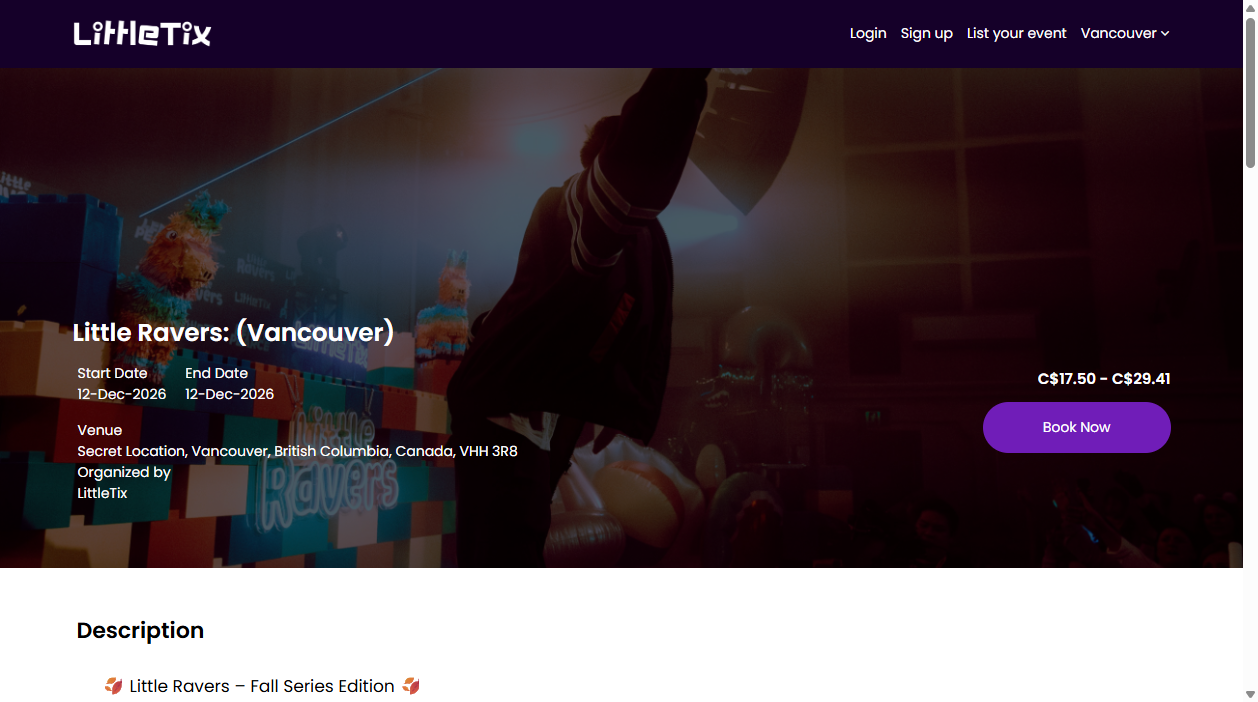 LittleTix
Login Sign up List your event Vancouver
Little Ravers: (Vancouver)
Start Date End Date
12-Dec-2026 12-Dec-2026
Venue
Secret Location, Vancouver, British Columbia, Canada, VHH 3R8
Organized by
LittleTix
C$17.50 - C$29.41
Book Now
Little
Ravers
Description
Little Ravers – Fall Series Edition